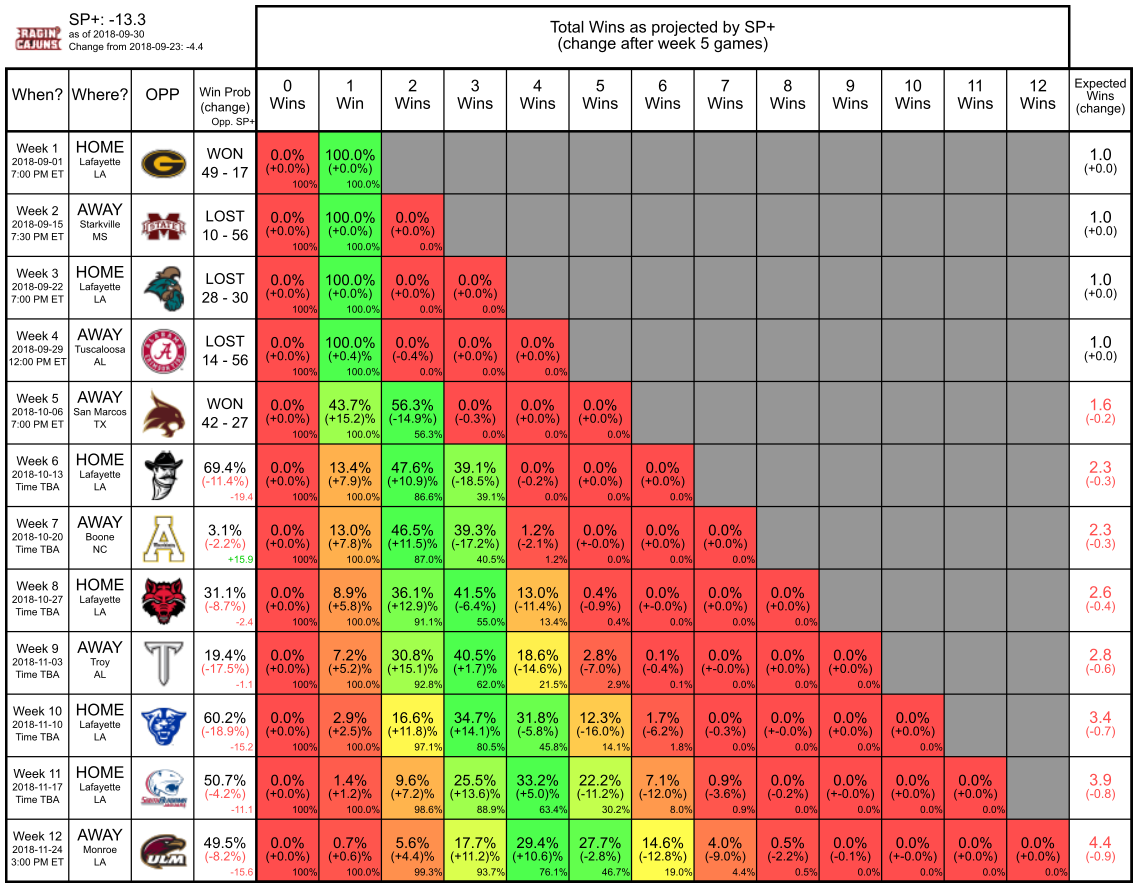 RAGIN' CAJUNS
SP+: -13.3
as of 2018-09-30
Change from 2018-09-23: -4.4
Total Wins as projected by SP+
(change after week 5 games)
When? Where? OPP Win Prob (change) Opp. SP+ 0 Wins 1 Win 2 Wins 3 Wins 4 Wins 5 Wins 6 Wins 7 Wins 8 Wins 9 Wins 10 Wins 11 Wins 12 Wins Expected Wins (change)
Week 1 HOME WON 0.0% 100.0% 1.0
2018-09-01 Lafayette G 49 - 17 (+0.0%) (+0.0%) (+0.0)
7:00 PM ET LA 100% 100.0%
Week 2 AWAY LOST 0.0% 100.0% 0.0% 1.0
2018-09-15 Starkville STATE 10 - 56 (+0.0%) (+0.0%) (+0.0%) (+0.0)
7:30 PM ET MS 100% 100.0% 0.0%
Week 3 HOME LOST 0.0% 100.0% 0.0% 0.0% 1.0
2018-09-22 Lafayette 28 - 30 (+0.0%) (+0.0%) (+0.0%) (+0.0%) (+0.0)
7:00 PM ET LA 100% 100.0% 0.0% 0.0%
Week 4 AWAY LOST 0.0% 100.0% 0.0% 0.0% 0.0% 1.0
2018-09-29 Tuscaloosa ALABAMA A CRIMSON TIDE 14 - 56 (+0.0%) (+0.4)% (-0.4%) (+0.0%) (+0.0%) (+0.0)
12:00 PM ET AL 100% 100.0% 0.0% 0.0% 0.0%
Week 5 AWAY WON 0.0% 43.7% 56.3% 0.0% 0.0% 0.0% 1.6
2018-10-06 San Marcos 42 - 27 (+0.0%) (+15.2)% (-14.9%) (-0.3%) (+0.0%) (+0.0%) (-0.2)
7:00 PM ET TX 100% 100.0% 56.3% 0.0% 0.0% 0.0%
Week 6 HOME 69.4% 0.0% 13.4% 47.6% 39.1% 0.0% 0.0% 0.0% 2.3
2018-10-13 Lafayette (-11.4%) (+0.0%) (+7.9)% (+10.9)% (-18.5%) (-0.2%) (+0.0%) (+0.0%) (-0.3)
Time TBA LA -19.4 100% 100.0% 86.6% 39.1% 0.0% 0.0% 0.0%
Week 7 AWAY 3.1% 0.0% 13.0% 46.5% 39.3% 1.2% 0.0% 0.0% 0.0% 2.3
2018-10-20 Boone A (-2.2%) (+0.0%) (+7.8)% (+11.5)% (-17.2%) (-2.1%) (+-0.0%) (+0.0%) (+0.0%) (-0.3)
Time TBA NC +15.9 100% 100.0% 87.0% 40.5% 1.2% 0.0% 0.0% 0.0%
Week 8 HOME 31.1% 0.0% 8.9% 36.1% 41.5% 13.0% 0.4% 0.0% 0.0% 0.0% 2.6
2018-10-27 Lafayette (-8.7%) (+0.0%) (+5.8)% (+12.9)% (-6.4%) (-11.4%) (-0.9%) (+-0.0%) (+0.0%) (+0.0%) (-0.4)
Time TBA LA -2.4 100% 100.0% 91.1% 55.0% 13.4% 0.4% 0.0% 0.0% 0.0%
Week 9 AWAY 19.4% 0.0% 7.2% 30.8% 40.5% 18.6% 2.8% 0.1% 0.0% 0.0% 0.0% 2.8
2018-11-03 Troy T (-17.5%) (+0.0%) (+5.2)% (+15.1)% (+1.7)% (-14.6%) (-7.0%) (-0.4%) (+-0.0%) (+0.0%) (+0.0%) (-0.6)
Time TBA AL -1.1 100% 100.0% 92.8% 62.0% 21.5% 2.9% 0.1% 0.0% 0.0% 0.0%
Week 10 HOME 60.2% 0.0% 2.9% 16.6% 34.7% 31.8% 12.3% 1.7% 0.0% 0.0% 0.0% 0.0% 3.4
2018-11-10 Lafayette (-18.9%) (+0.0%) (+2.5)% (+11.8)% (+14.1)% (-5.8%) (-16.0%) (-6.2%) (-0.3%) (+-0.0%) (+0.0%) (+0.0%) (-0.7)
Time TBA LA -15.2 100% 100.0% 97.1% 80.5% 45.8% 14.1% 1.8% 0.0% 0.0% 0.0% 0.0%
Week 11 HOME 50.7% 0.0% 1.4% 9.6% 25.5% 33.2% 22.2% 7.1% 0.9% 0.0% 0.0% 0.0% 0.0% 3.9
2018-11-17 Lafayette SOUTH ALABAMA (-4.2%) (+0.0%) (+1.2)% (+7.2)% (+13.6)% (+5.0)% (-11.2%) (-12.0%) (-3.6%) (-0.2%) (+-0.0%) (+0.0%) (+0.0%) (-0.8)
Time TBA LA -11.1 100% 100.0% 98.6% 88.9% 63.4% 30.2% 8.0% 0.9% 0.0% 0.0% 0.0% 0.0%
Week 12 AWAY 49.5% 0.0% 0.7% 5.6% 17.7% 29.4% 27.7% 14.6% 4.0% 0.5% 0.0% 0.0% 0.0% 0.0% 4.4
2018-11-24 Monroe ULM (-8.2%) (+0.0%) (+0.6)% (+4.4)% (+11.2)% (+10.6)% (-2.8%) (-12.8%) (-9.0%) (-2.2%) (-0.1%) (+-0.0%) (+0.0%) (+0.0%) (-0.9)
3:00 PM ET LA -15.6 100% 100.0% 99.3% 93.7% 76.1% 46.7% 19.0% 4.4% 0.5% 0.0% 0.0% 0.0% 0.0%